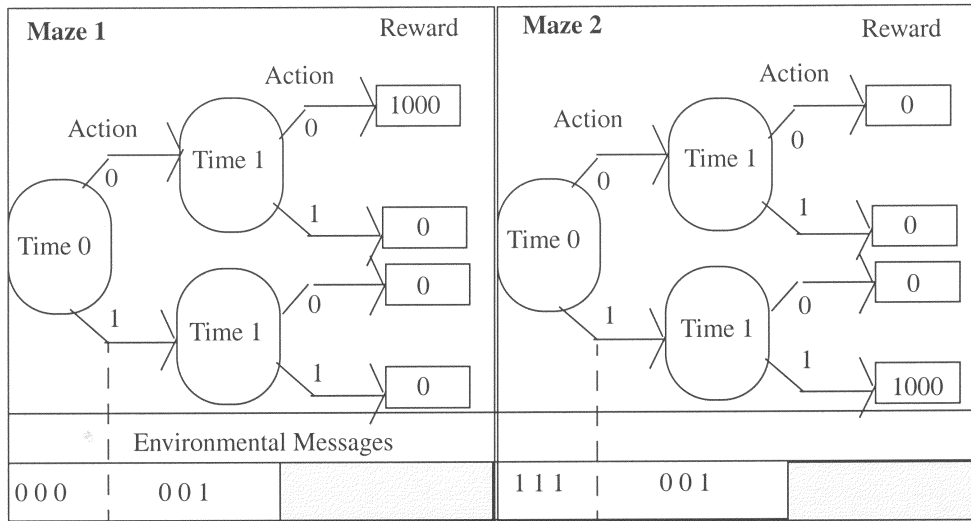 Maze 1
Reward
Action
0
1000
Action
0
Time 1
1
0
Time 0
0
0
1
Time 1
1
0
Maze 2
Reward
Action
0
0
Action
0
Time 1
1
0
Time 0
0
0
1
Time 1
1
1000
Environmental Messages
0 0 0
0 0 1
1 1 1
0 0 1